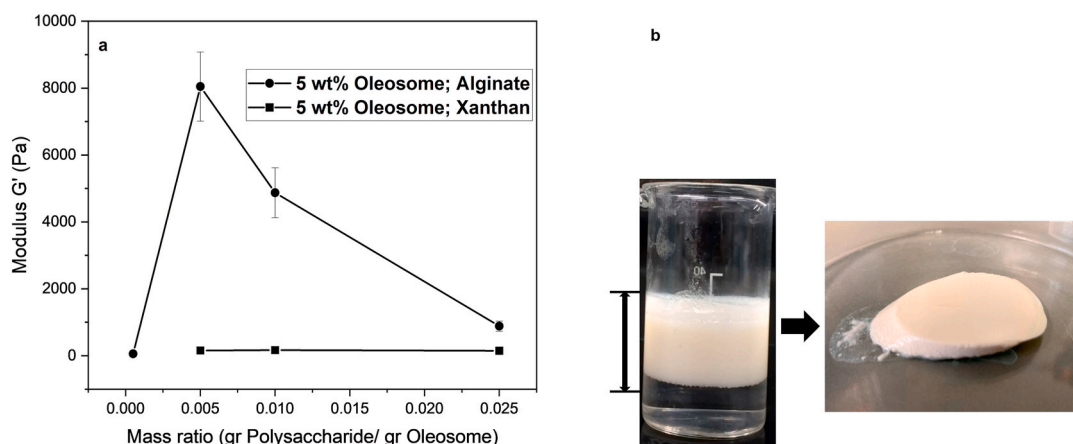 a
b
10000
8000
6000
4000
2000
0
Modulus G' (Pa)
5 wt% Oleosome; Alginate
5 wt% Oleosome; Xanthan
0.000
0.005
0.010
0.015
0.020
0.025
Mass ratio (gr Polysaccharide/ gr Oleosome)
40